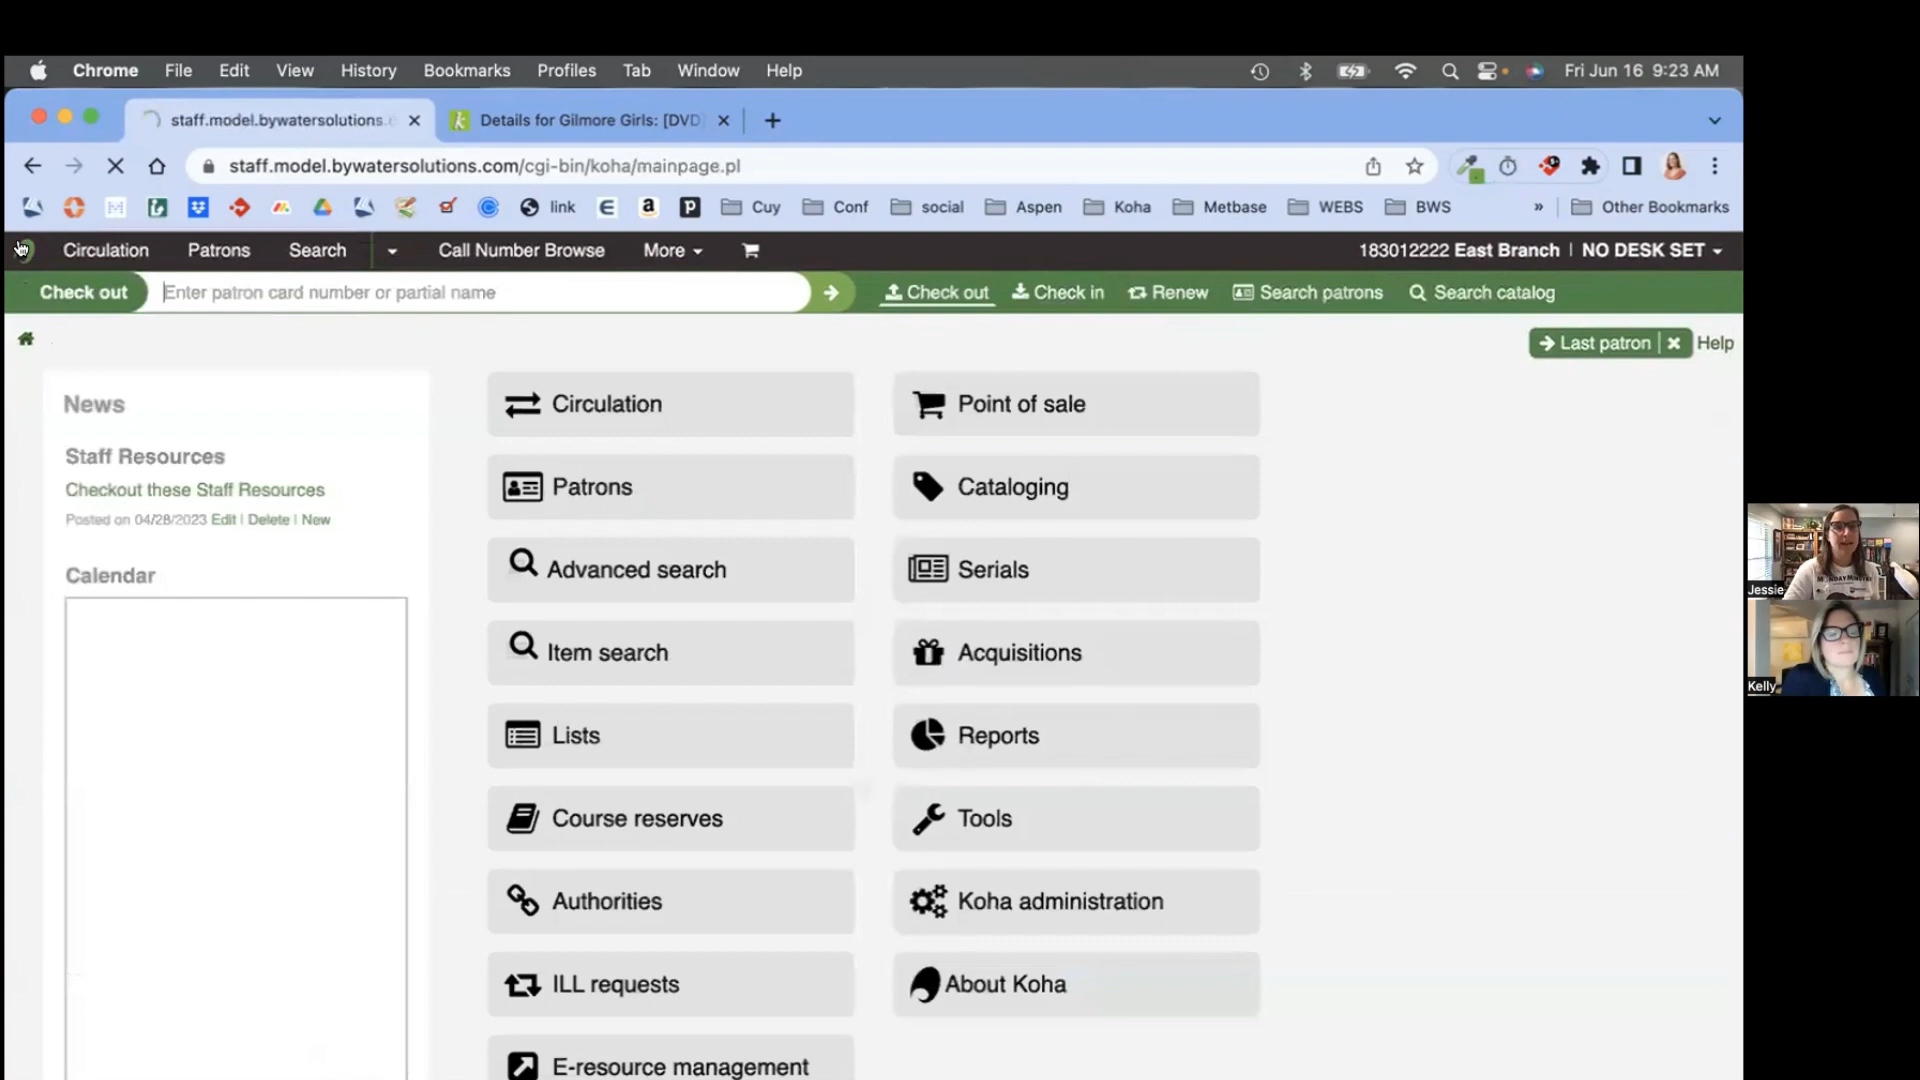 Chrome File Edit View History Bookmarks Profiles Tab Window Help Fri Jun 16 9:23 AM
staff.model.bywatersolutions. Details for Gilmore Girls: [DVD]
staff.model.bywatersolutions.com/cgi-bin/koha/mainpage.pl
link Cuy Conf social Aspen Koha Metbase WEBS BWS » Other Bookmarks
Circulation Patrons Search Call Number Browse More 183012222 East Branch | NO DESK SET
Check out Enter patron card number or partial name Check out Check in Renew Search patrons Search catalog
Last patron | × Help
News
Staff Resources
Checkout these Staff Resources
Posted on 04/28/2023 Edit | Delete | New
Calendar
Circulation
Patrons
Advanced search
Item search
Lists
Course reserves
Authorities
ILL requests
E-resource management
Point of sale
Cataloging
Serials
Acquisitions
Reports
Tools
Koha administration
About Koha
Jessie
Kelly